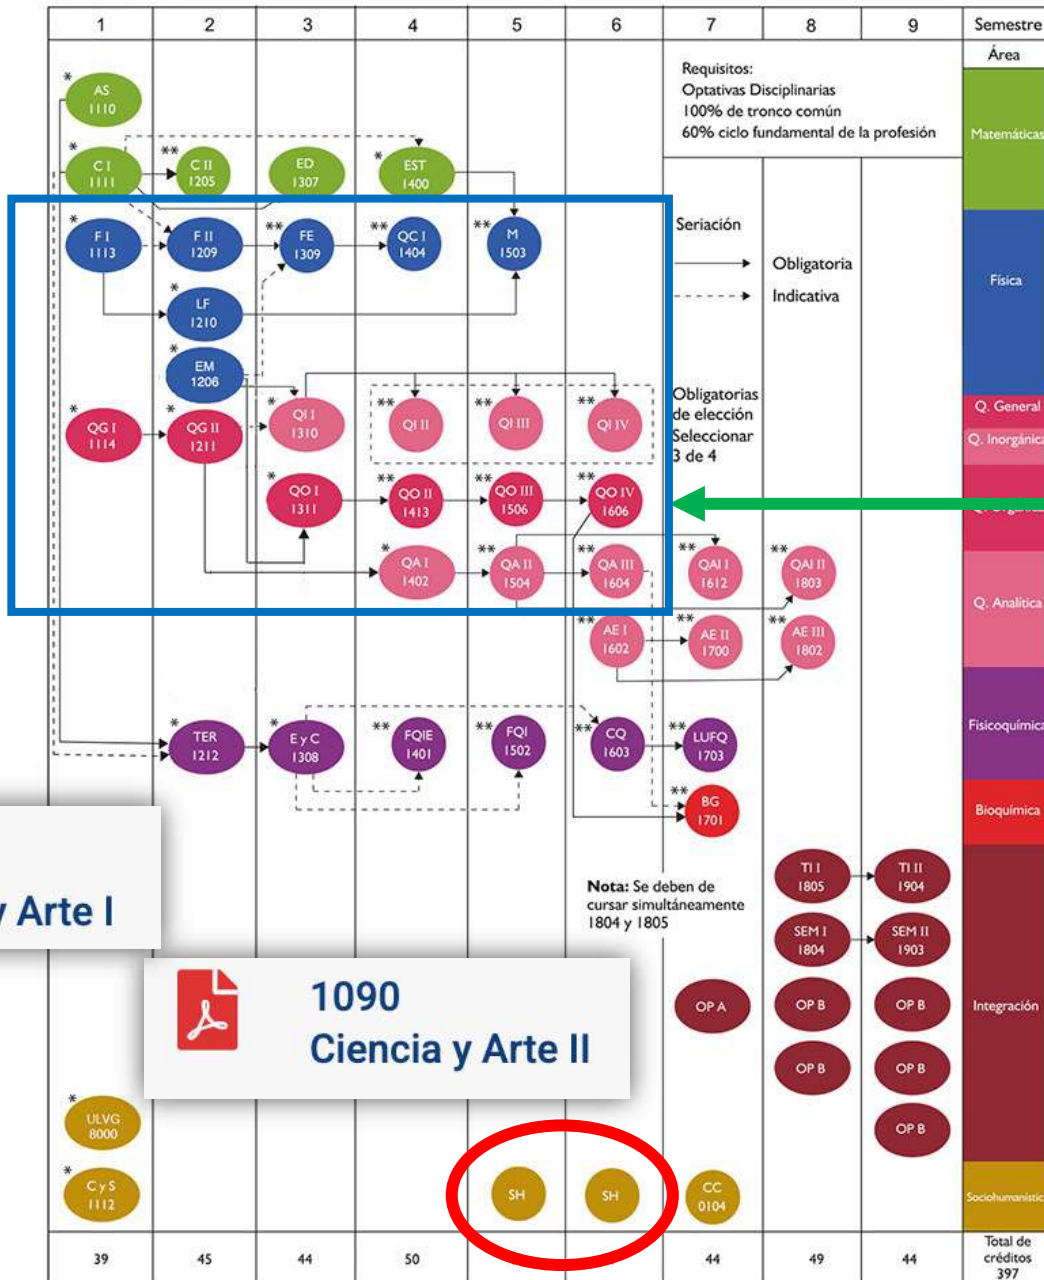 1 2 3 4 5 6 7 8 9 Semestre
Área
Requisitos:
Optativas Disciplinarias
100% de tronco común
60% ciclo fundamental de la profesión
* AS
1110
Matemáticas
* C I
1111
** C II
1205
ED
1307
* EST
1400
* F I
1113
* F II
1209
** FE
1309
** QC I
1404
** M
1503
Seriación
Obligatoria
Indicativa
Física
* LF
1210
* EM
1206
* QG I
1114
* QG II
1211
* QI I
1310
** QI II
** QI III
** QI IV
Obligatorias
de elección
Seleccionar
3 de 4
Q. General
Q. Inorgánica
* QO I
1311
** QO II
1413
** QO III
1506
** QO IV
1606
* QA I
1402
** QA II
1504
** QA III
1604
** QAI I
1612
** QAI II
1803
Q. Analítica
** AE I
1602
** AE II
1700
** AE III
1802
* TER
1212
* E y C
1308
** FQIE
1401
** FQI
1502
** CQ
1603
** LUFQ
1703
Fisicoquímica
** BG
1701
Bioquímica
y Arte I
Nota: Se deben de
cursar simultáneamente
1804 y 1805
TI I
1805
TI II
1904
SEM I
1804
SEM II
1903
1090
Ciencia y Arte II
OP A
OP B
OP B
Integración
OP B
OP B
OP B
* ULVG
8000
* C y S
1112
SH
SH
CC
0104
39 45 44 50 44 49 44
Total de
créditos
397